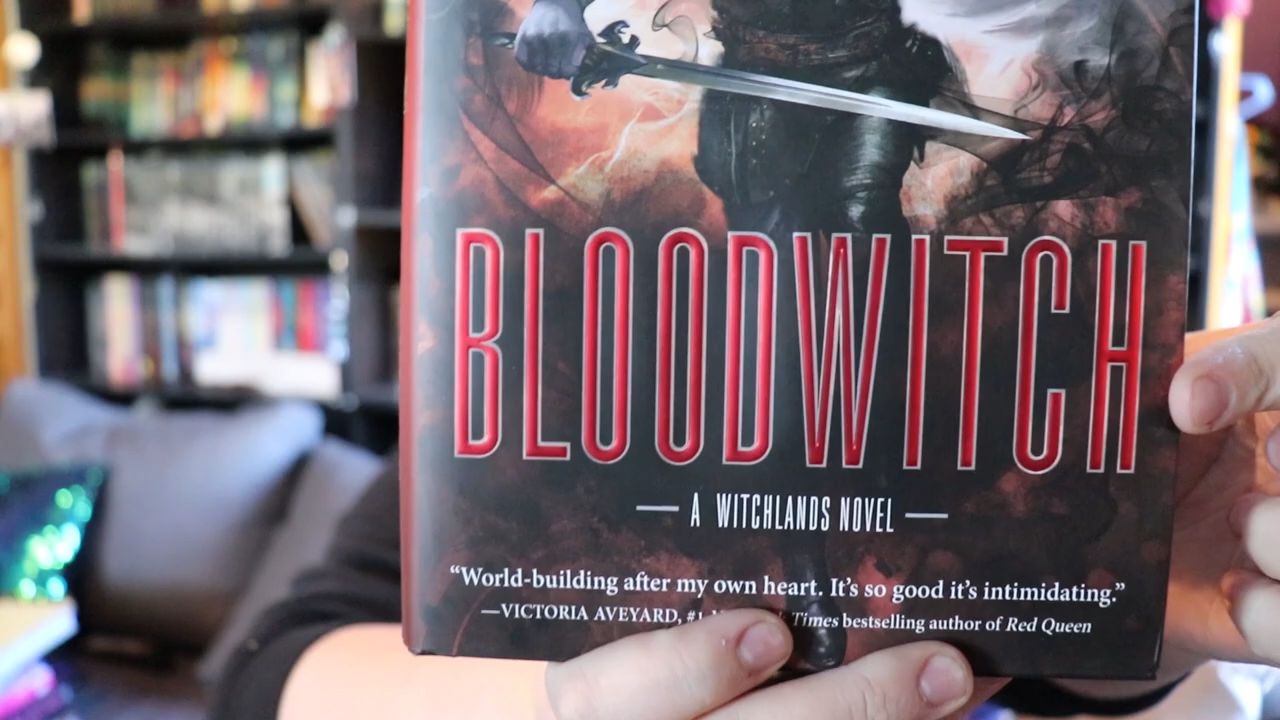 BLOODWITCH
— A WITCHLANDS NOVEL —
“World-building after my own heart. It’s so good it’s intimidating.”
—VICTORIA AVEYARD, #1 Times bestselling author of Red Queen